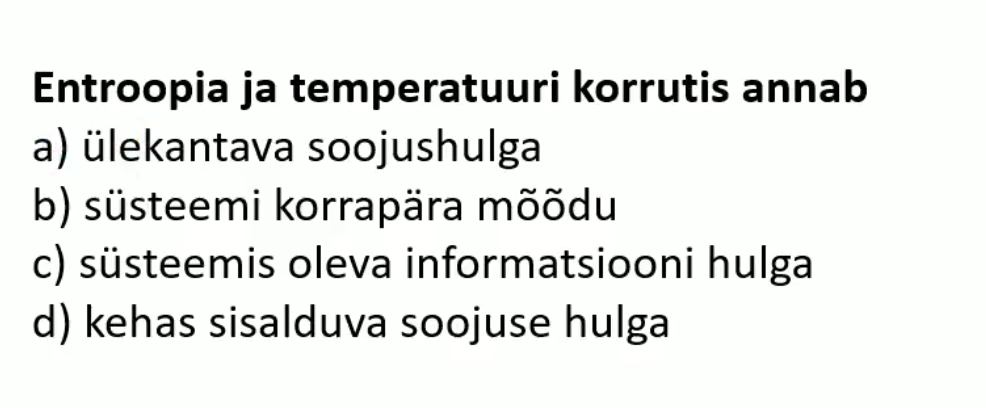 Entroopia ja temperatuuri korrutis annab
a) ülekantava soojushulga
b) süsteemi korrapära mõõdu
c) süsteemis oleva informatsiooni hulga
d) kehas sisalduva soojuse hulga